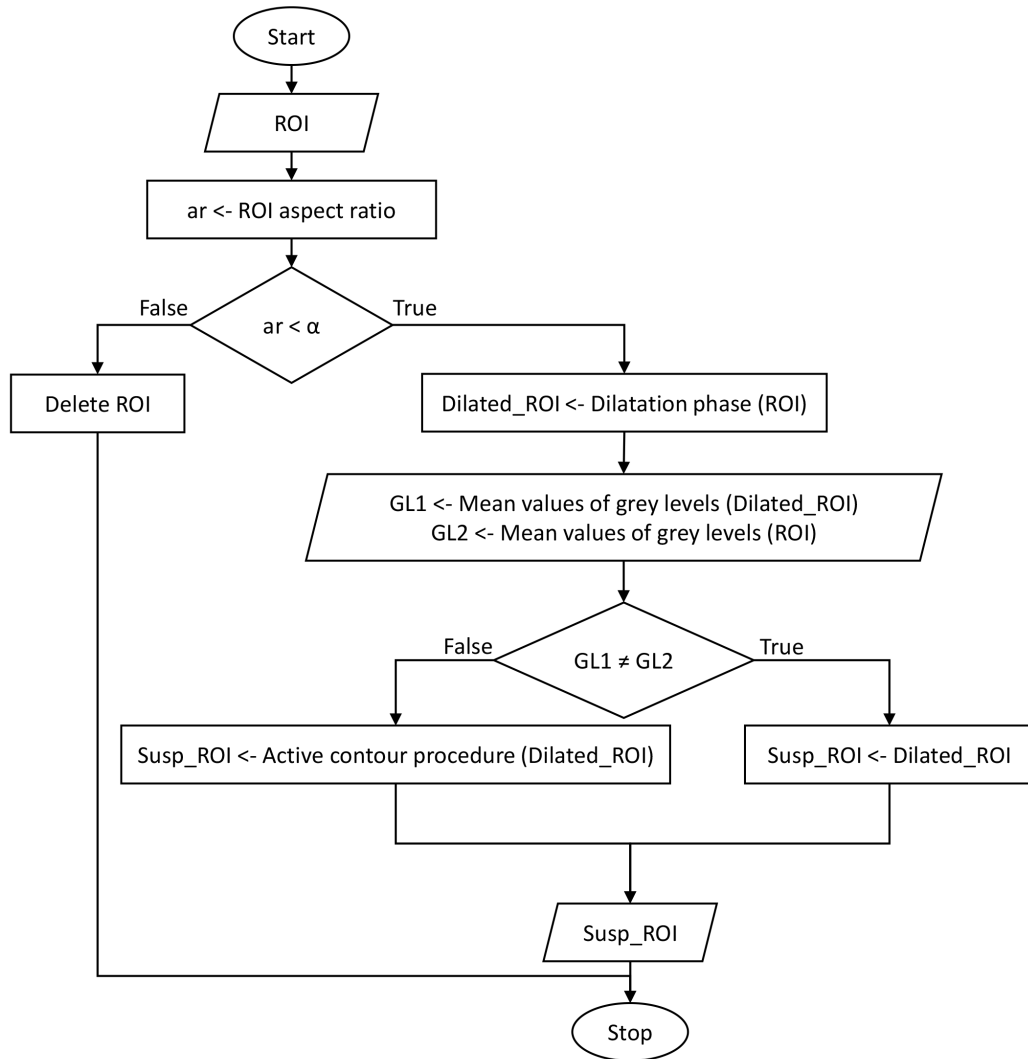 Start
ROI
ar <- ROI aspect ratio
False
True
ar < α
Delete ROI
Dilated_ROI <- Dilatation phase (ROI)
GL1 <- Mean values of grey levels (Dilated_ROI)
GL2 <- Mean values of grey levels (ROI)
False
True
GL1 ≠ GL2
Susp_ROI <- Active contour procedure (Dilated_ROI)
Susp_ROI <- Dilated_ROI
Susp_ROI
Stop